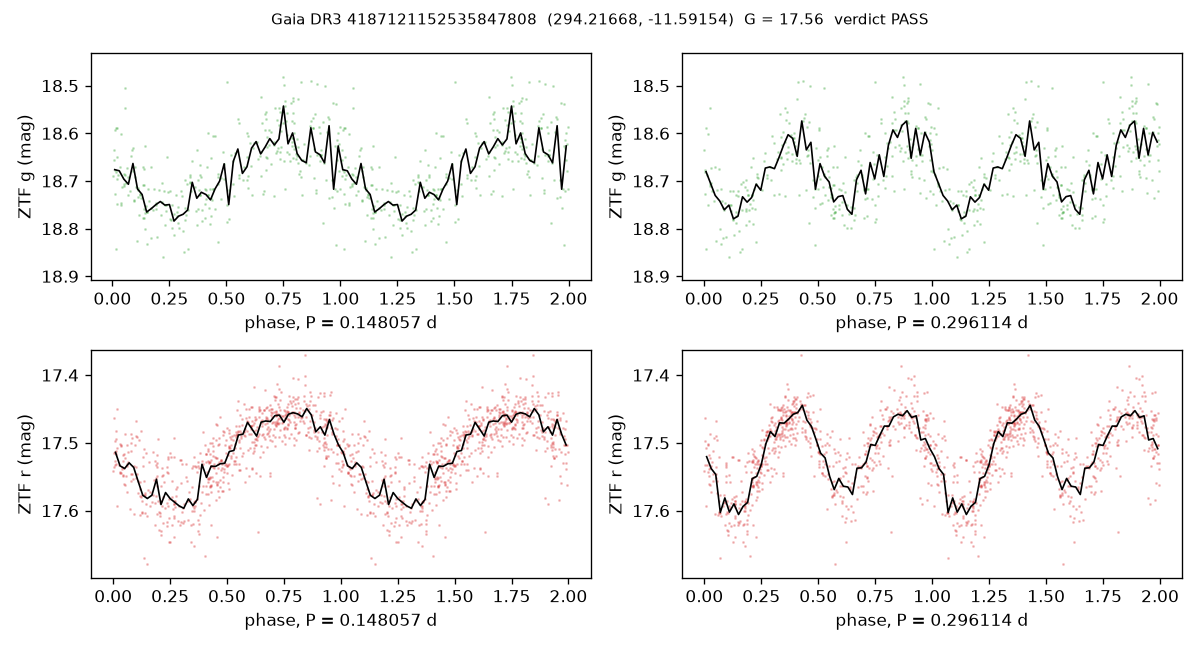 Gaia DR3 4187121152535847808 (294.21668, -11.59154) G = 17.56 verdict PASS
ZTF g (mag)
18.5
18.6
18.7
18.8
18.9
0.00 0.25 0.50 0.75 1.00 1.25 1.50 1.75 2.00
phase, P = 0.148057 d
ZTF g (mag)
18.5
18.6
18.7
18.8
18.9
0.00 0.25 0.50 0.75 1.00 1.25 1.50 1.75 2.00
phase, P = 0.296114 d
ZTF r (mag)
17.4
17.5
17.6
0.00 0.25 0.50 0.75 1.00 1.25 1.50 1.75 2.00
phase, P = 0.148057 d
ZTF r (mag)
17.4
17.5
17.6
0.00 0.25 0.50 0.75 1.00 1.25 1.50 1.75 2.00
phase, P = 0.296114 d